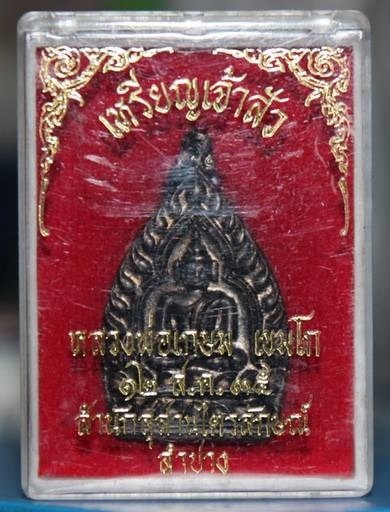 เหรียญเจ้าสัว
หลวงพ่อเกษม เขมโก
๑๒ ส.ค. ๓๕
สำนักสุสานไตรลักษณ์
ลำปาง